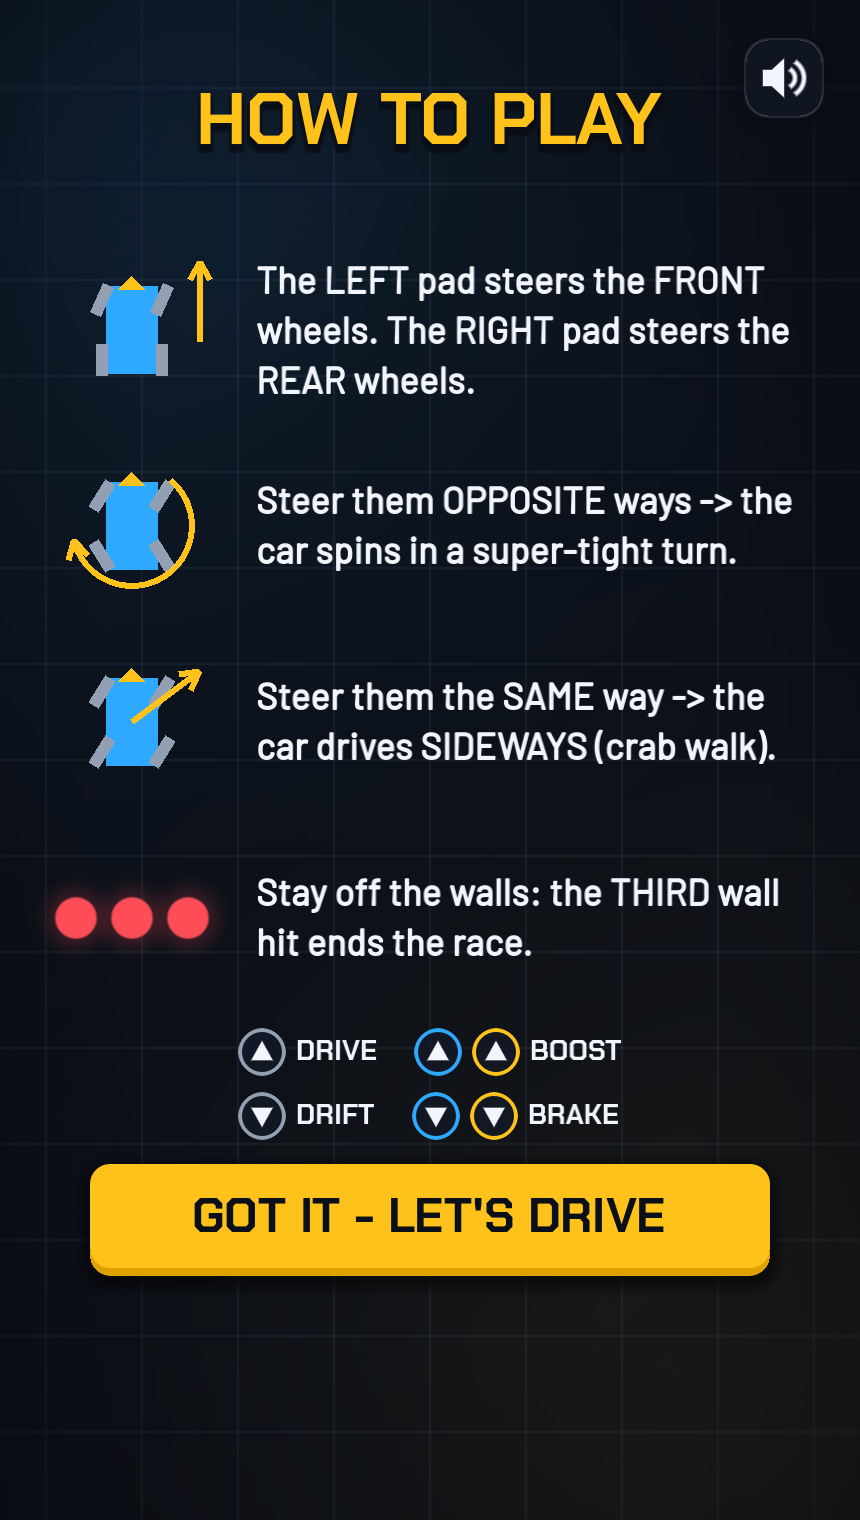 HOW TO PLAY
The LEFT pad steers the FRONT
wheels. The RIGHT pad steers the
REAR wheels.
Steer them OPPOSITE ways -> the
car spins in a super-tight turn.
Steer them the SAME way -> the
car drives SIDEWAYS (crab walk).
Stay off the walls: the THIRD wall
hit ends the race.
DRIVE BOOST
DRIFT BRAKE
GOT IT - LET'S DRIVE